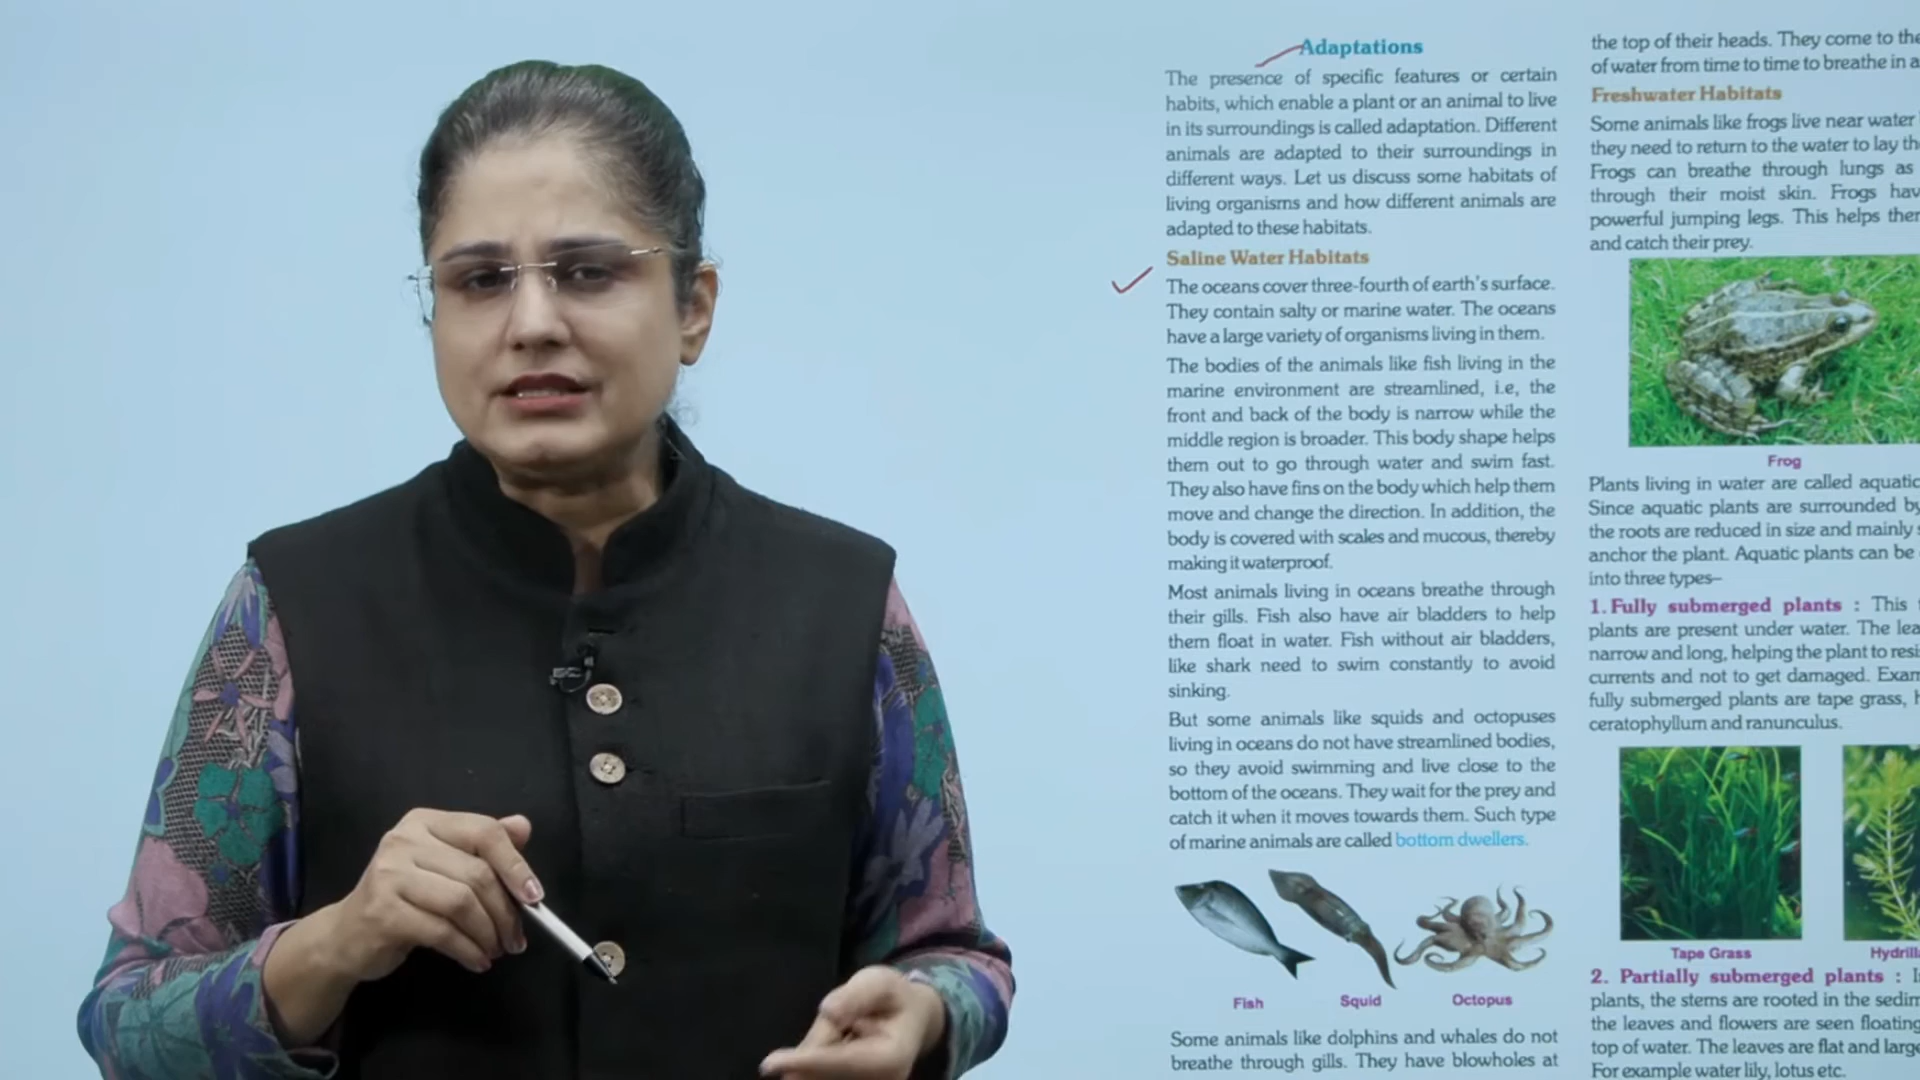 Adaptations
The presence of specific features or certain
habits, which enable a plant or an animal to live
in its surroundings is called adaptation. Different
animals are adapted to their surroundings in
different ways. Let us discuss some habitats of
living organisms and how different animals are
adapted to these habitats.
Saline Water Habitats
The oceans cover three-fourth of earth's surface.
They contain salty or marine water. The oceans
have a large variety of organisms living in them.
The bodies of the animals like fish living in the
marine environment are streamlined, i.e, the
front and back of the body is narrow while the
middle region is broader. This body shape helps
them out to go through water and swim fast.
They also have fins on the body which help them
move and change the direction. In addition, the
body is covered with scales and mucous, thereby
making it waterproof.
Most animals living in oceans breathe through
their gills. Fish also have air bladders to help
them float in water. Fish without air bladders,
like shark need to swim constantly to avoid
sinking.
But some animals like squids and octopuses
living in oceans do not have streamlined bodies,
so they avoid swimming and live close to the
bottom of the oceans. They wait for the prey and
catch it when it moves towards them. Such type
of marine animals are called bottom dwellers.
Fish Squid Octopus
Some animals like dolphins and whales do not
breathe through gills. They have blowholes at
the top of their heads. They come to the
of water from time to time to breathe in
Freshwater Habitats
Some animals like frogs live near water
they need to return to the water to lay
Frogs can breathe through lungs as
through their moist skin. Frogs
powerful jumping legs. This helps
and catch their prey.
Frog
Plants living in water are called aquatic
Since aquatic plants are surrounded
the roots are reduced in size and mainly
anchor the plant. Aquatic plants can be
into three types–
1. Fully submerged plants : This
plants are present under water. The
narrow and long, helping the plant to
currents and not to get damaged.
fully submerged plants are tape grass,
ceratophyllum and ranunculus.
Tape Grass
2. Partially submerged plants :
plants, the stems are rooted in the
the leaves and flowers are seen
top of water. The leaves are flat and
For example water lily, lotus etc.